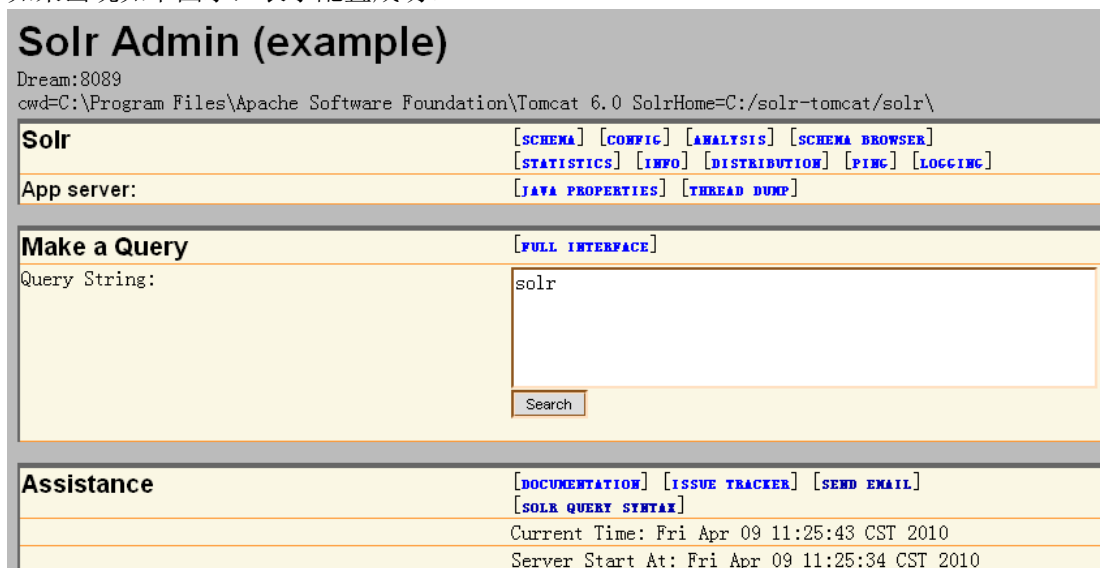 Solr Admin (example)
Dream:8089
cwd=C:\Program Files\Apache Software Foundation\Tomcat 6.0 SolrHome=C:/solr-tomcat/solr\
Solr
[SCHEMA] [CONFIG] [ANALYSIS] [SCHEMA BROWSER]
[STATISTICS] [INFO] [DISTRIBUTION] [PING] [LOGGING]
App server:
[JAVA PROPERTIES] [THREAD DUMP]
Make a Query
[FULL INTERFACE]
Query String:
solr
Search
Assistance
[DOCUMENTATION] [ISSUE TRACKER] [SEND EMAIL]
[SOLR QUERY SYNTAX]
Current Time: Fri Apr 09 11:25:43 CST 2010
Server Start At: Fri Apr 09 11:25:34 CST 2010